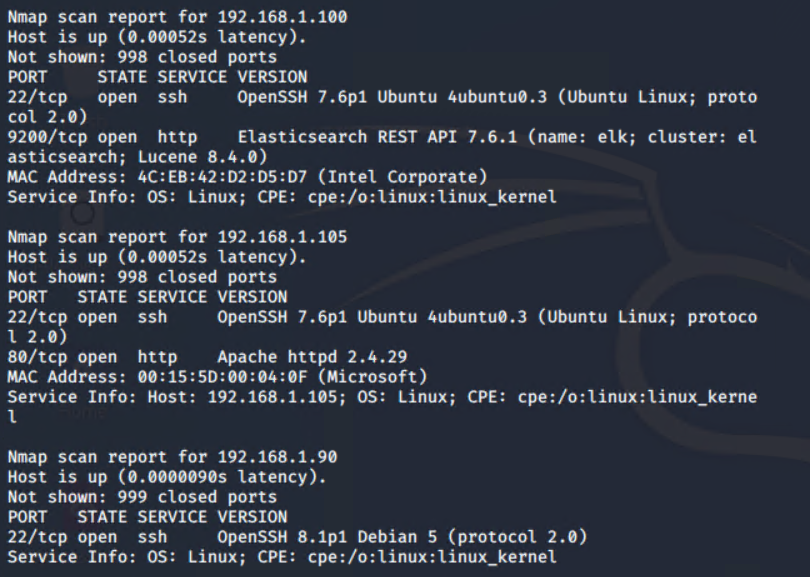 Nmap scan report for 192.168.1.100
Host is up (0.00052s latency).
Not shown: 998 closed ports
PORT     STATE SERVICE VERSION
22/tcp   open  ssh     OpenSSH 7.6p1 Ubuntu 4ubuntu0.3 (Ubuntu Linux; proto
col 2.0)
9200/tcp open  http    Elasticsearch REST API 7.6.1 (name: elk; cluster: el
asticsearch; Lucene 8.4.0)
MAC Address: 4C:EB:42:D2:D5:D7 (Intel Corporate)
Service Info: OS: Linux; CPE: cpe:/o:linux:linux_kernel

Nmap scan report for 192.168.1.105
Host is up (0.00052s latency).
Not shown: 998 closed ports
PORT   STATE SERVICE VERSION
22/tcp open  ssh     OpenSSH 7.6p1 Ubuntu 4ubuntu0.3 (Ubuntu Linux; protoco
l 2.0)
80/tcp open  http    Apache httpd 2.4.29
MAC Address: 00:15:5D:00:04:0F (Microsoft)
Service Info: Host: 192.168.1.105; OS: Linux; CPE: cpe:/o:linux:linux_kerne
l

Nmap scan report for 192.168.1.90
Host is up (0.0000090s latency).
Not shown: 999 closed ports
PORT   STATE SERVICE VERSION
22/tcp open  ssh     OpenSSH 8.1p1 Debian 5 (protocol 2.0)
Service Info: OS: Linux; CPE: cpe:/o:linux:linux_kernel